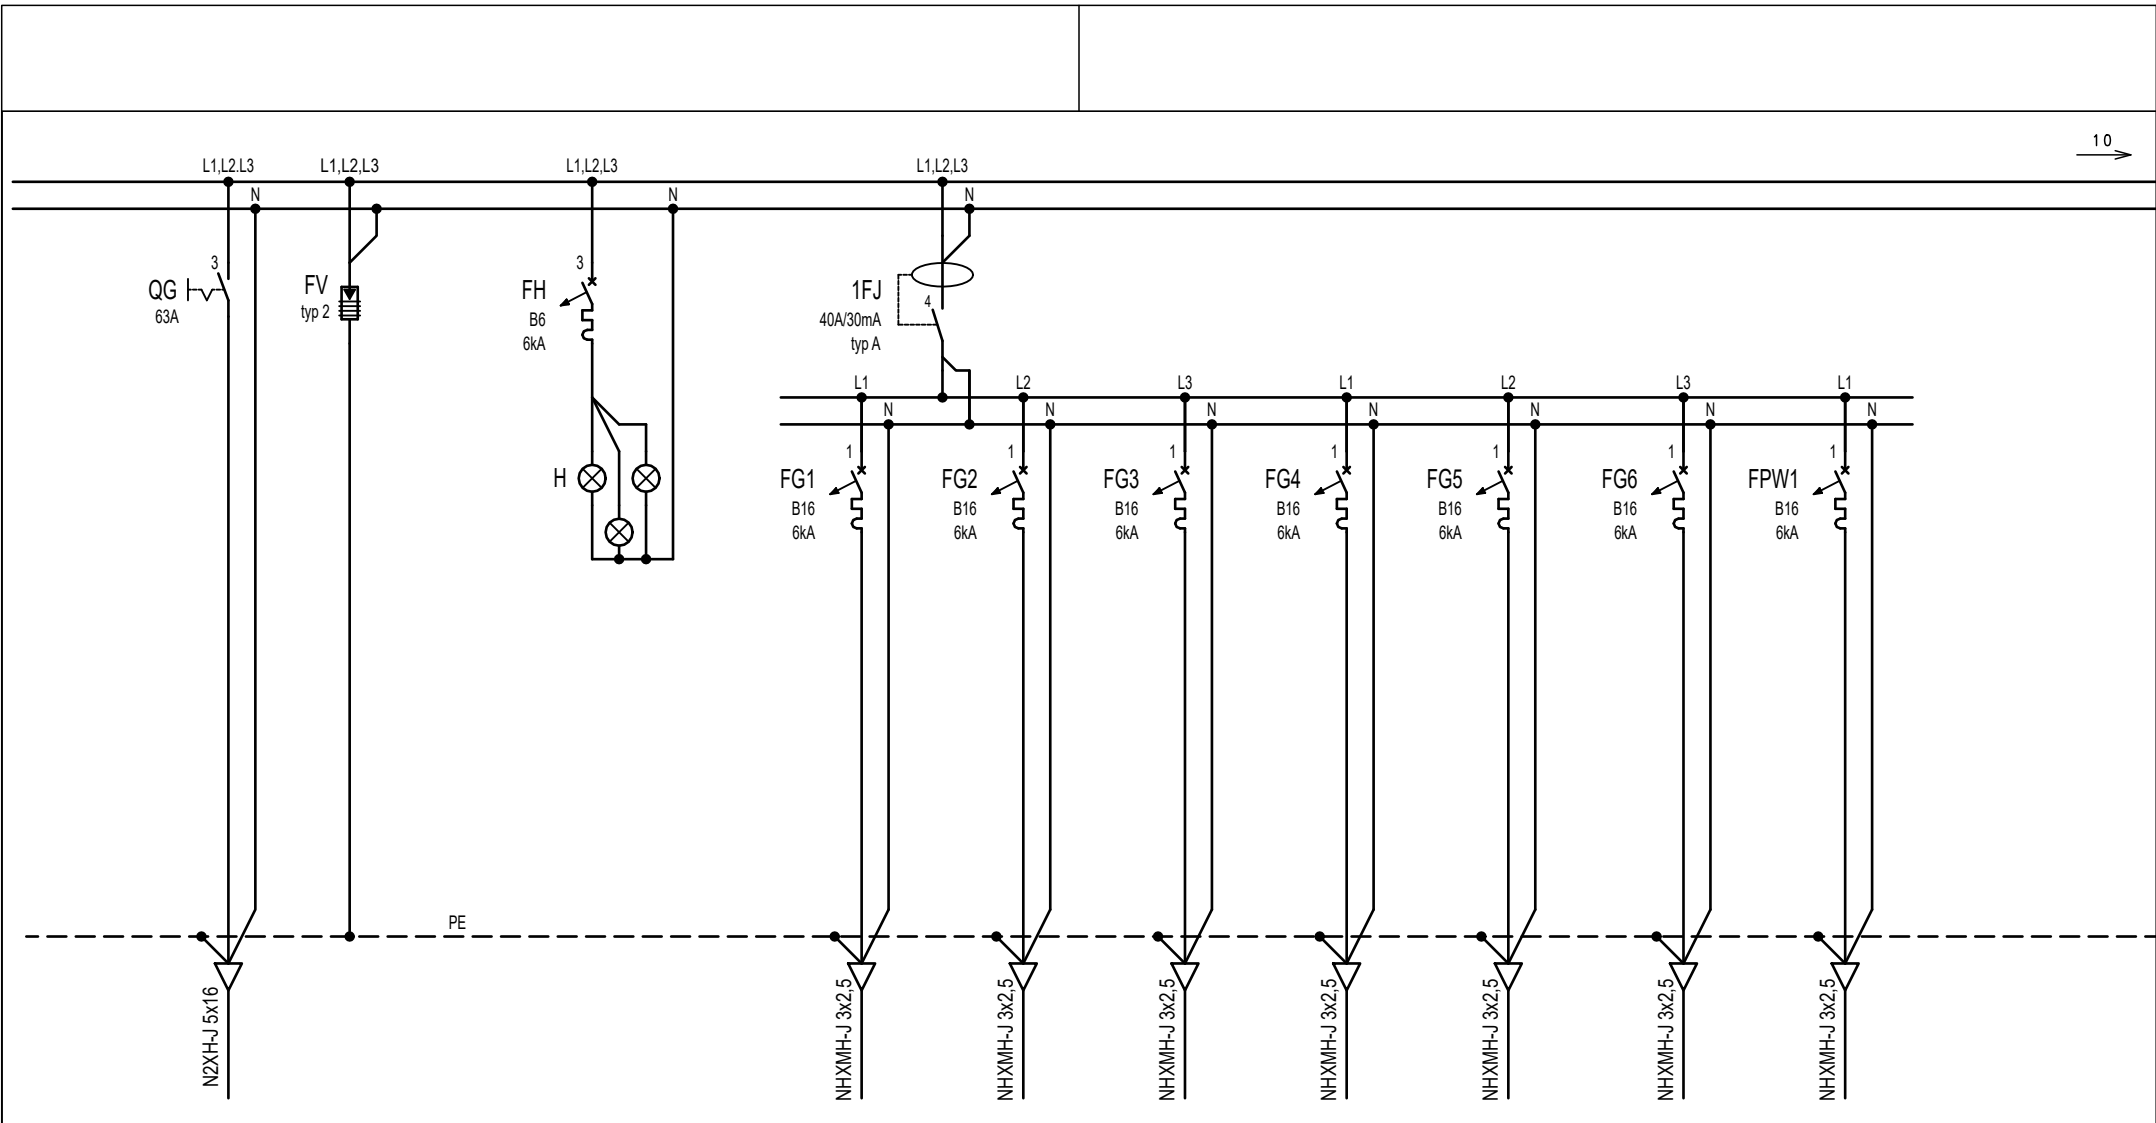 10
L1,L2.L3
L1,L2,L3
L1,L2,L3
L1,L2,L3
N
N
N
3
QG
63A
FV
typ 2
3
FH
B6
6kA
H
1FJ
40A/30mA
typ A
4
L1
L2
L3
L1
L2
L3
L1
N
N
N
N
N
N
N
1
FG1
B16
6kA
1
FG2
B16
6kA
1
FG3
B16
6kA
1
FG4
B16
6kA
1
FG5
B16
6kA
1
FG6
B16
6kA
1
FPW1
B16
6kA
PE
N2XH-J 5x16
NHXMH-J 3x2,5
NHXMH-J 3x2,5
NHXMH-J 3x2,5
NHXMH-J 3x2,5
NHXMH-J 3x2,5
NHXMH-J 3x2,5
NHXMH-J 3x2,5